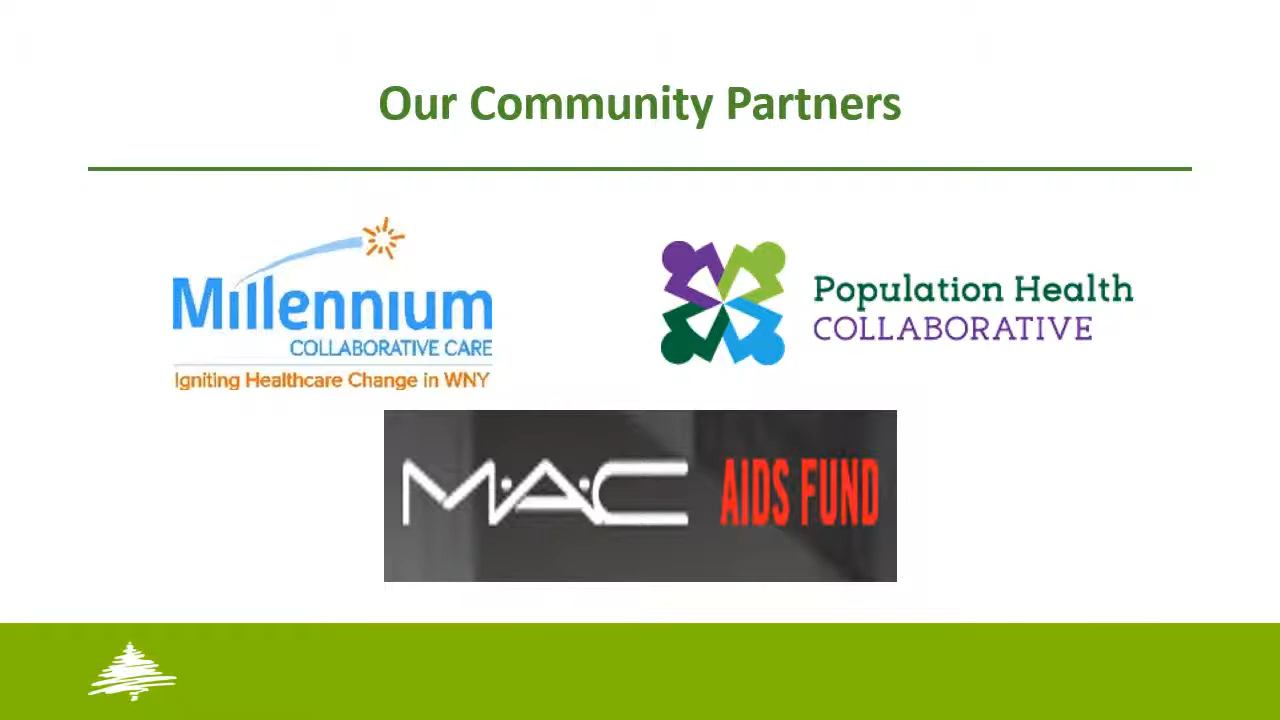 Our Community Partners
Millennium
COLLABORATIVE CARE
Igniting Healthcare Change in WNY
Population Health
COLLABORATIVE
M·A·C AIDS FUND